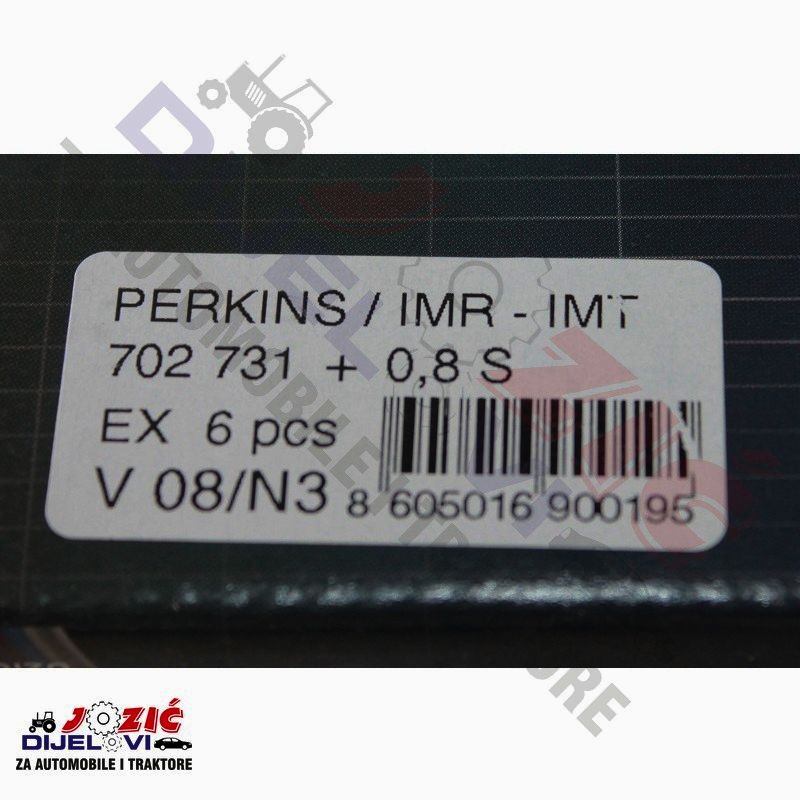 PERKINS / IMR - IMT
702 731 + 0,8 S
EX 6 pcs
V 08/N3
8 605016 900195
JOZIĆ
DIJELOVI
ZA AUTOMOBILE I TRAKTORE